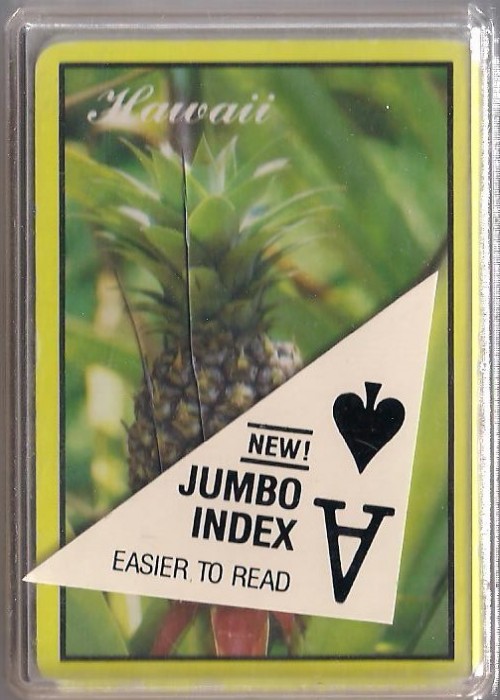 Hawaii
NEW!
JUMBO
INDEX
EASIER TO READ
A